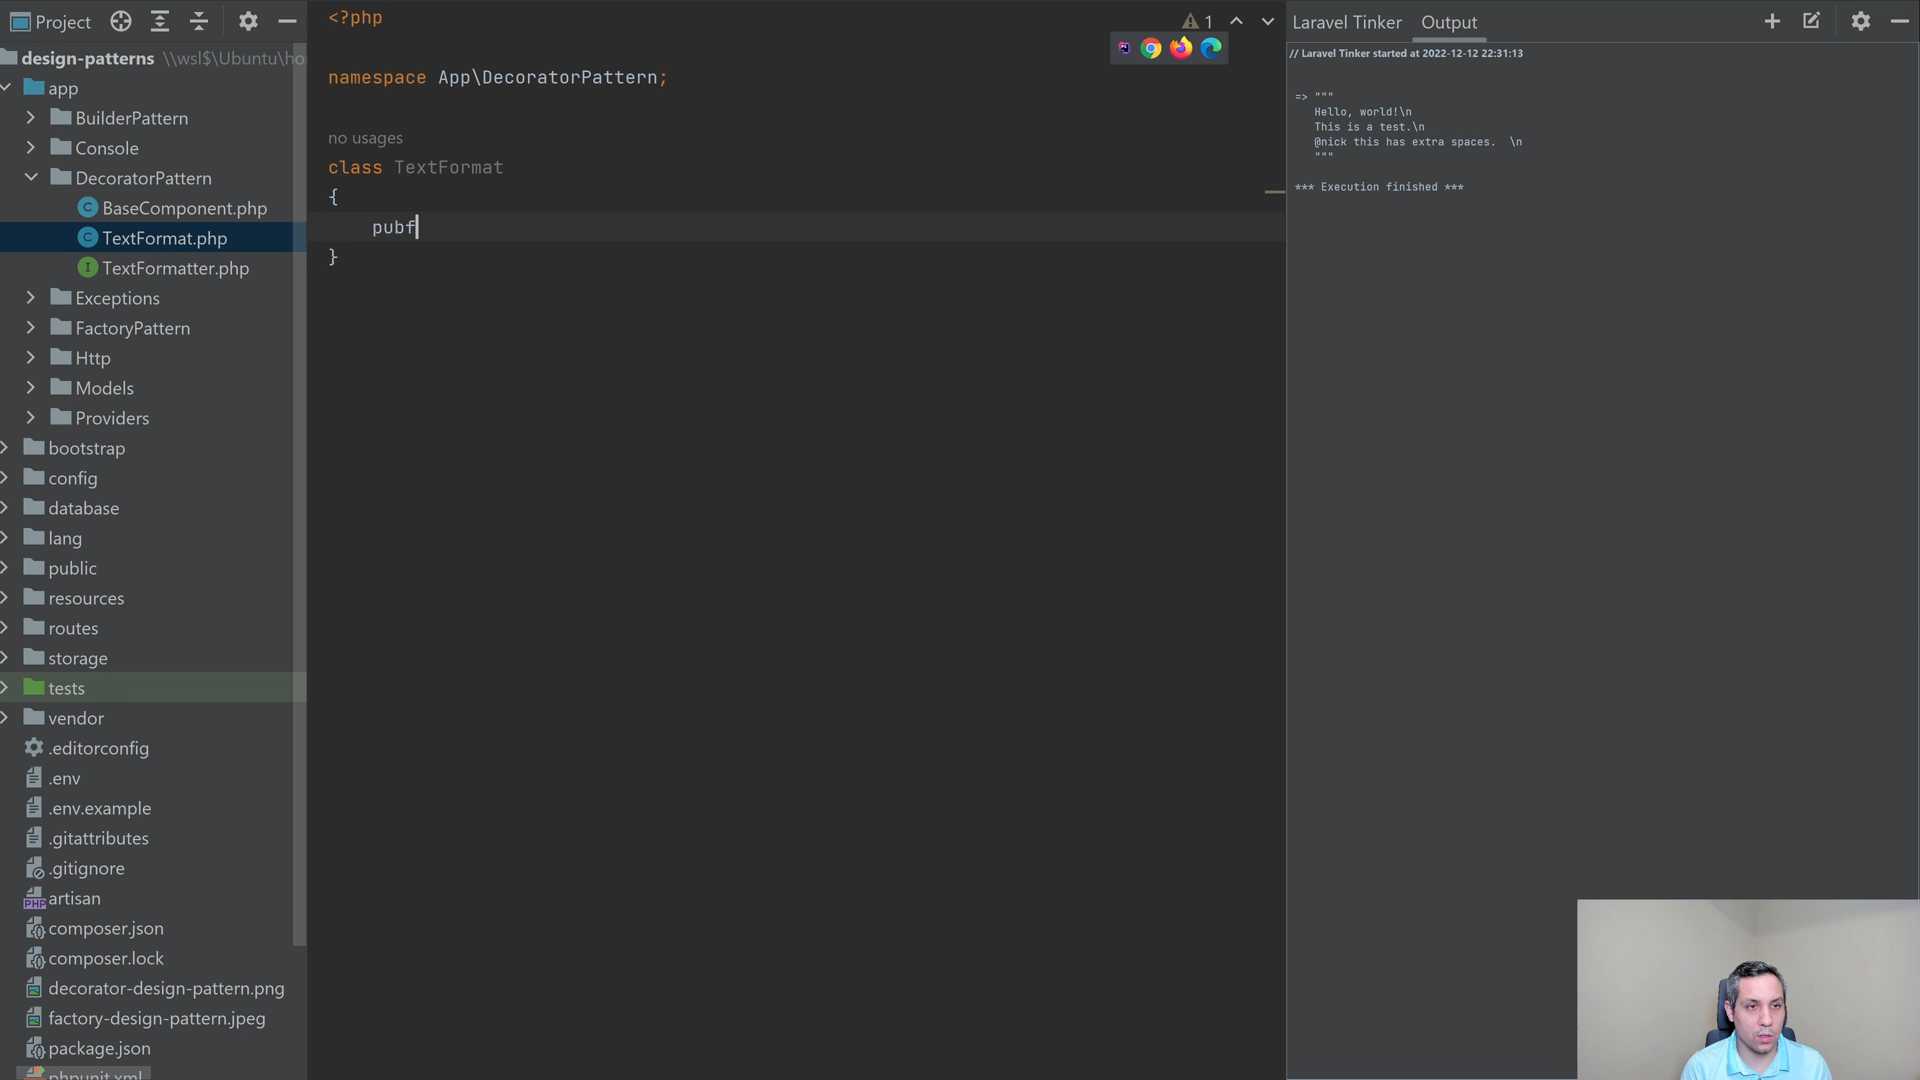 Project
design-patterns \\wsl$\Ubuntu\ho
app
BuilderPattern
Console
DecoratorPattern
BaseComponent.php
TextFormat.php
TextFormatter.php
Exceptions
FactoryPattern
Http
Models
Providers
bootstrap
config
database
lang
public
resources
routes
storage
tests
vendor
.editorconfig
.env
.env.example
.gitattributes
.gitignore
artisan
composer.json
composer.lock
decorator-design-pattern.png
factory-design-pattern.jpeg
package.json
phpunit.xml
<?php
1
namespace App\DecoratorPattern;
no usages
class TextFormat
{
pubf
}
Laravel Tinker Output
// Laravel Tinker started at 2022-12-12 22:31:13
=> """
Hello, world!\n
This is a test.\n
@nick this has extra spaces.  \n
"""
*** Execution finished ***